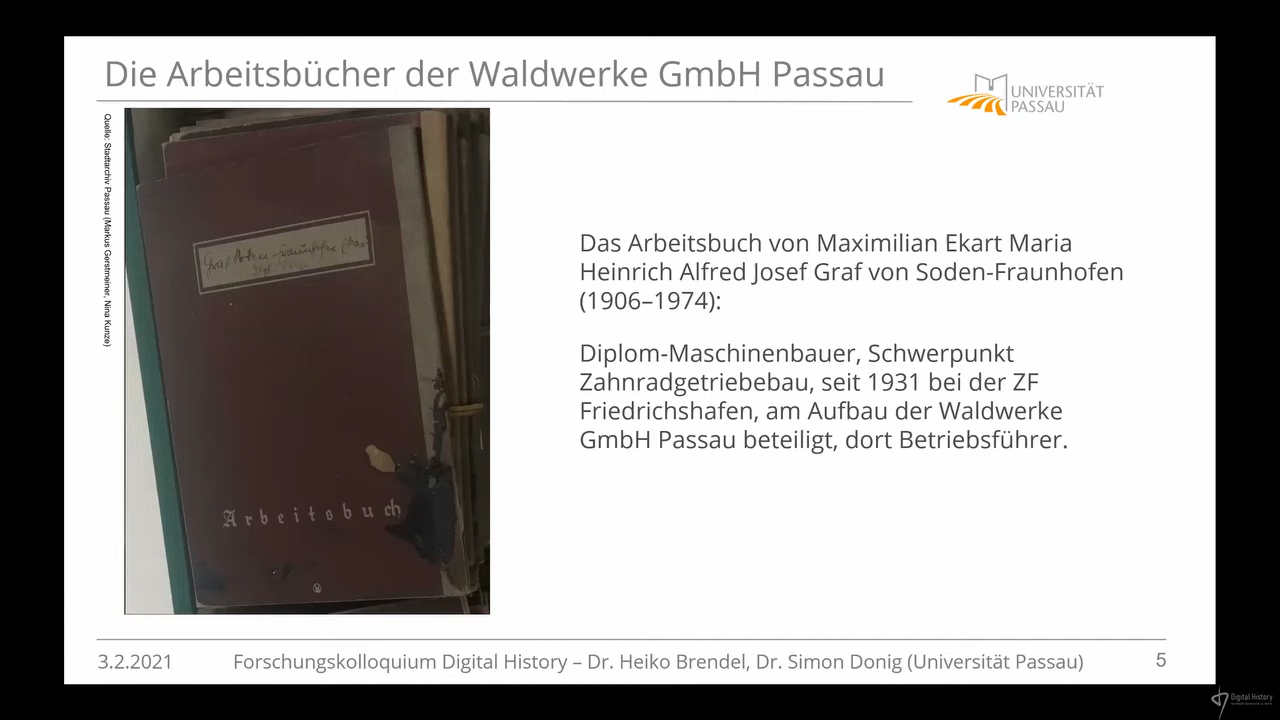 Die Arbeitsbücher der Waldwerke GmbH Passau
UNIVERSITÄT
PASSAU
Quelle: Stadtarchiv Passau (Markus Gerstmeiner, Nina Kunze)
Arbeitsbuch
Das Arbeitsbuch von Maximilian Ekart Maria
Heinrich Alfred Josef Graf von Soden-Fraunhofen
(1906–1974):
Diplom-Maschinenbauer, Schwerpunkt
Zahnradgetriebebau, seit 1931 bei der ZF
Friedrichshafen, am Aufbau der Waldwerke
GmbH Passau beteiligt, dort Betriebsführer.
3.2.2021
Forschungskolloquium Digital History – Dr. Heiko Brendel, Dr. Simon Donig (Universität Passau)
5
Digital History